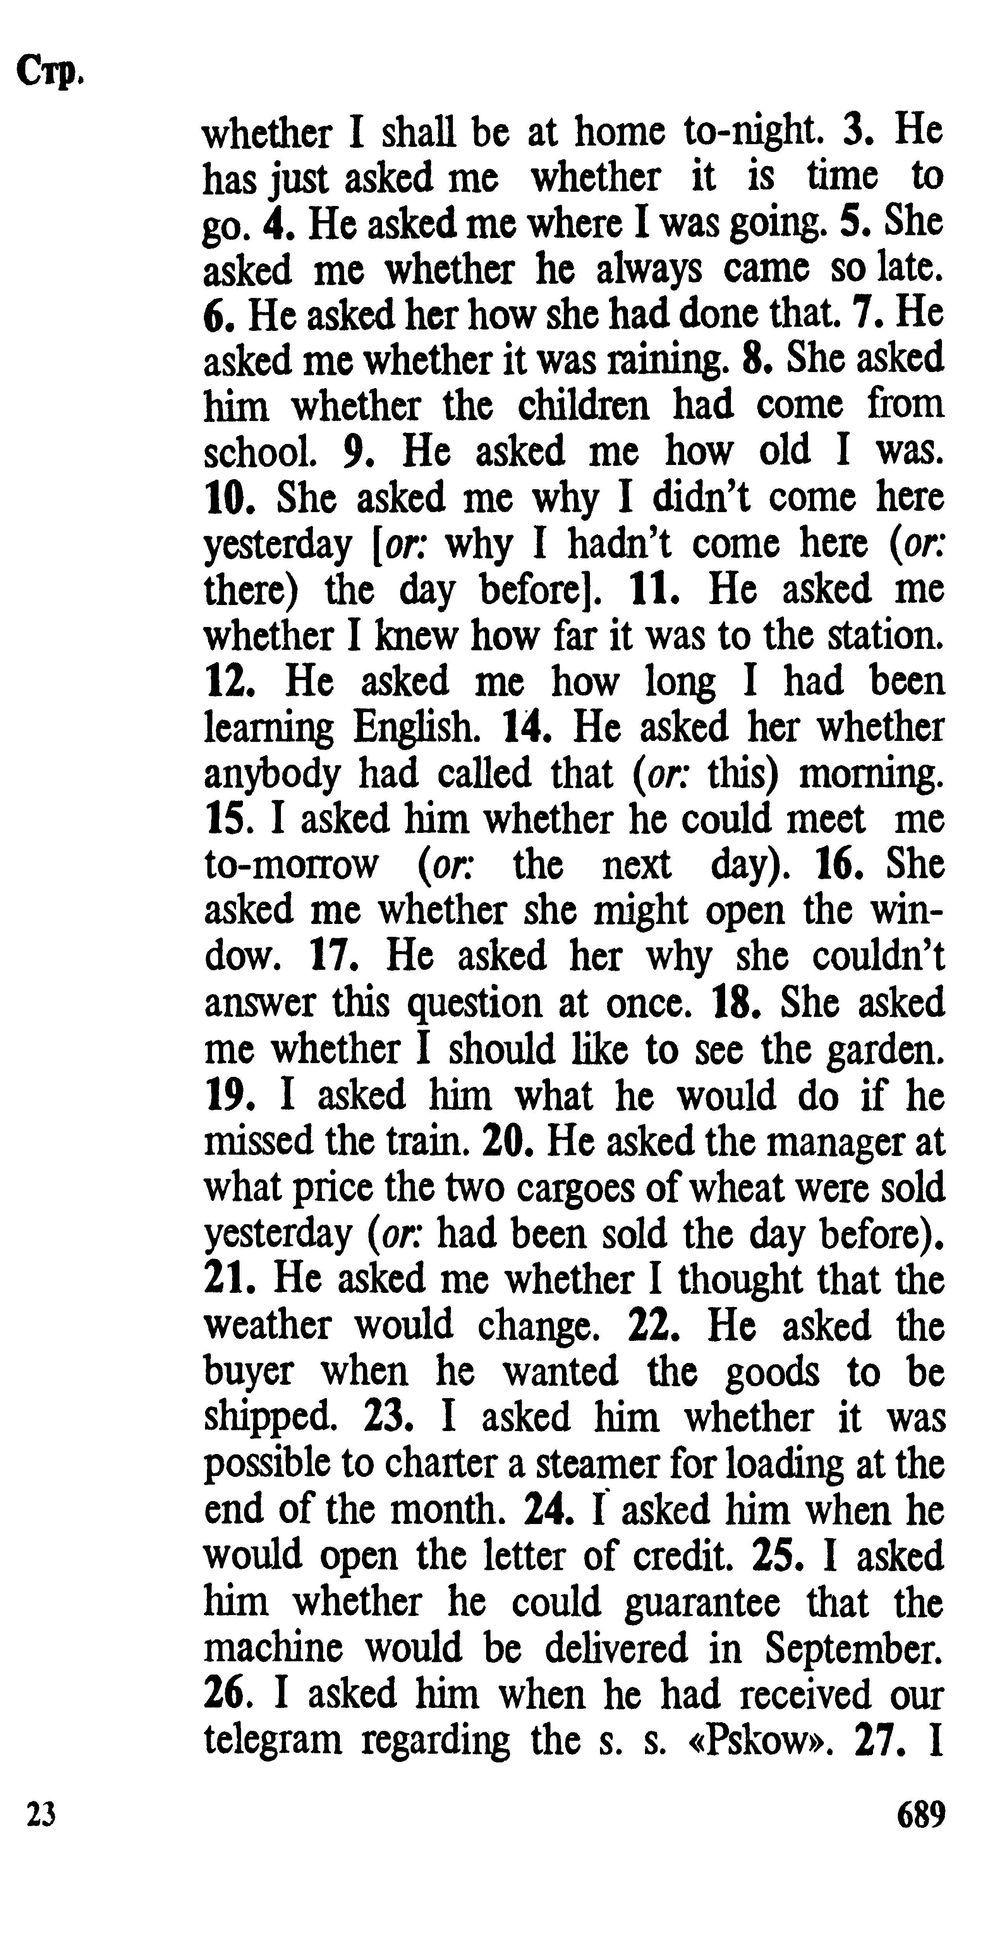 Стр.
whether I shall be at home to-night. 3. He
has just asked me whether it is time to
go. 4. He asked me where I was going. 5. She
asked me whether he always came so late.
6. He asked her how she had done that. 7. He
asked me whether it was raining. 8. She asked
him whether the children had come from
school. 9. He asked me how old I was.
10. She asked me why I didn't come here
yesterday [or: why I hadn't come here (or:
there) the day before]. 11. He asked me
whether I knew how far it was to the station.
12. He asked me how long I had been
learning English. 14. He asked her whether
anybody had called that (or: this) morning.
15. I asked him whether he could meet me
to-morrow (or: the next day). 16. She
asked me whether she might open the win-
dow. 17. He asked her why she couldn't
answer this question at once. 18. She asked
me whether I should like to see the garden.
19. I asked him what he would do if he
missed the train. 20. He asked the manager at
what price the two cargoes of wheat were sold
yesterday (or: had been sold the day before).
21. He asked me whether I thought that the
weather would change. 22. He asked the
buyer when he wanted the goods to be
shipped. 23. I asked him whether it was
possible to charter a steamer for loading at the
end of the month. 24. I asked him when he
would open the letter of credit. 25. I asked
him whether he could guarantee that the
machine would be delivered in September.
26. I asked him when he had received our
telegram regarding the s. s. «Pskow». 27. I
23 689